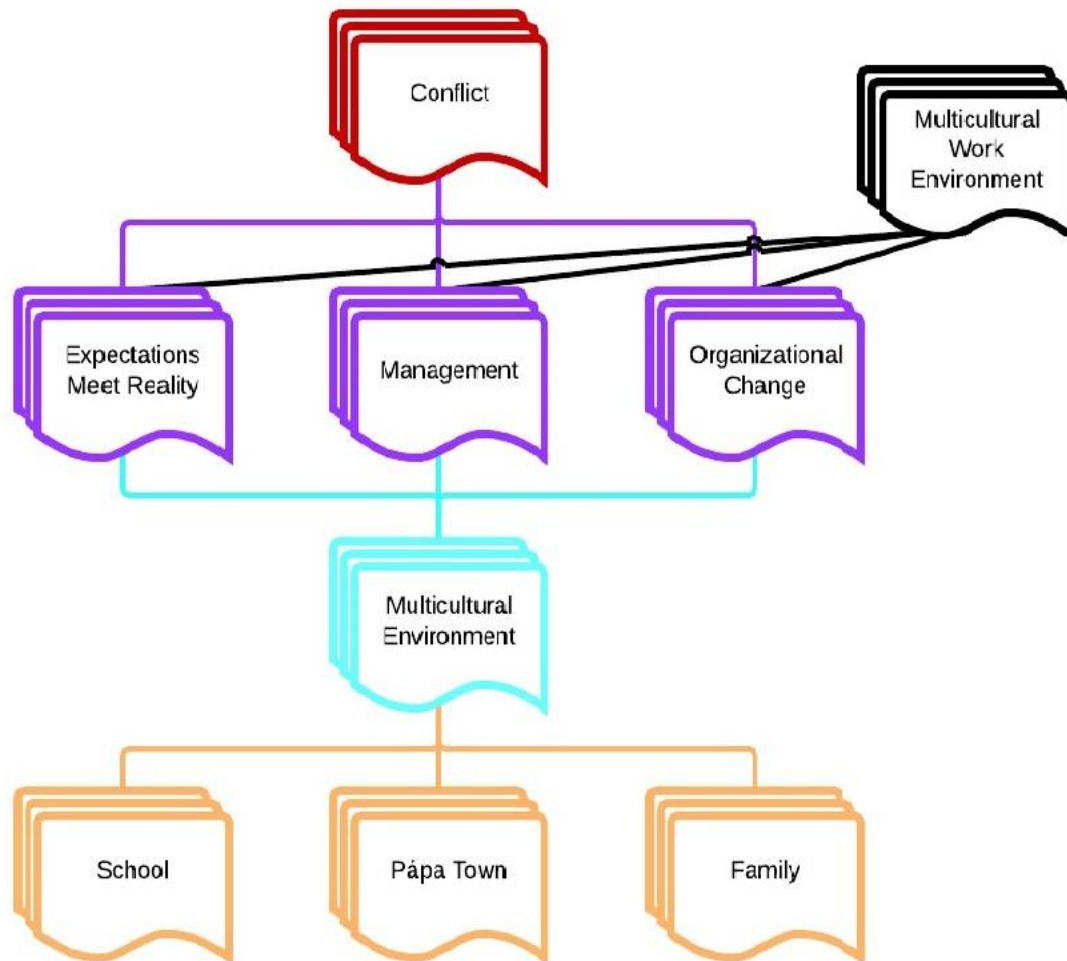 Conflict
Multicultural
Work
Environment
Expectations
Meet Reality
Management
Organizational
Change
Multicultural
Environment
School
Pápa Town
Family